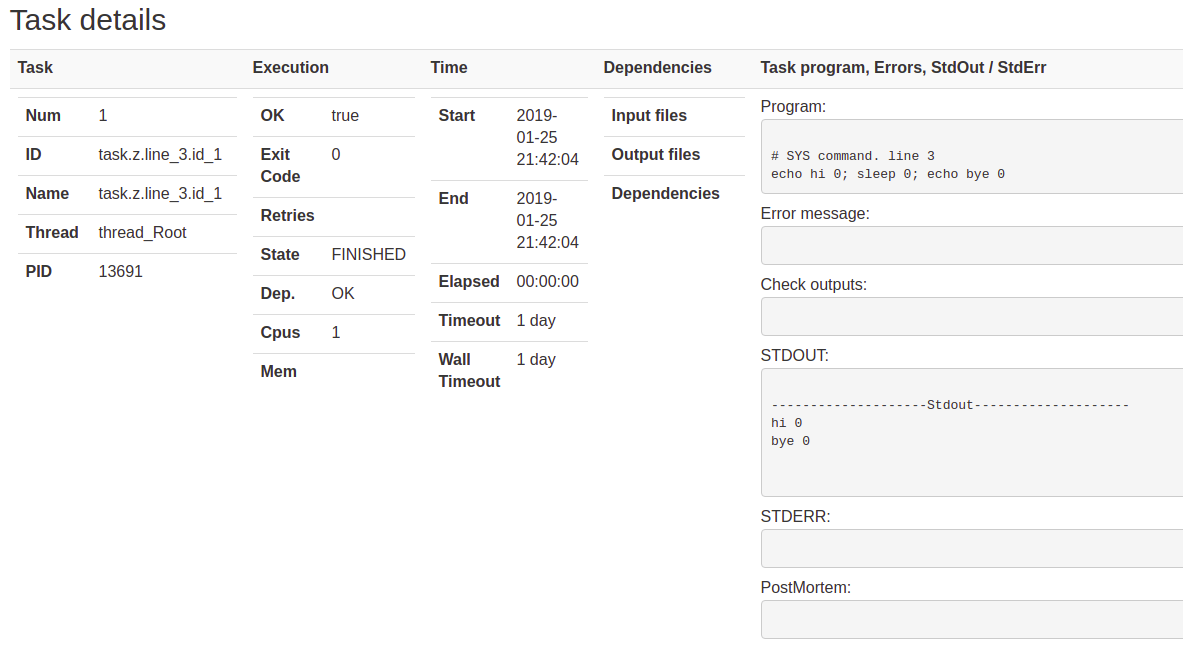 Task details
Task
Execution
Time
Dependencies
Task program, Errors, StdOut / StdErr
Num 1
ID task.z.line_3.id_1
Name task.z.line_3.id_1
Thread thread_Root
PID 13691
OK true
Exit 0
Code
Retries
State FINISHED
Dep. OK
Cpus 1
Mem
Start 2019-
01-25
21:42:04
End 2019-
01-25
21:42:04
Elapsed 00:00:00
Timeout 1 day
Wall 1 day
Timeout
Input files
Output files
Dependencies
Program:
# SYS command. line 3
echo hi 0; sleep 0; echo bye 0
Error message:
Check outputs:
STDOUT:
--------------------Stdout--------------------
hi 0
bye 0
STDERR:
PostMortem: